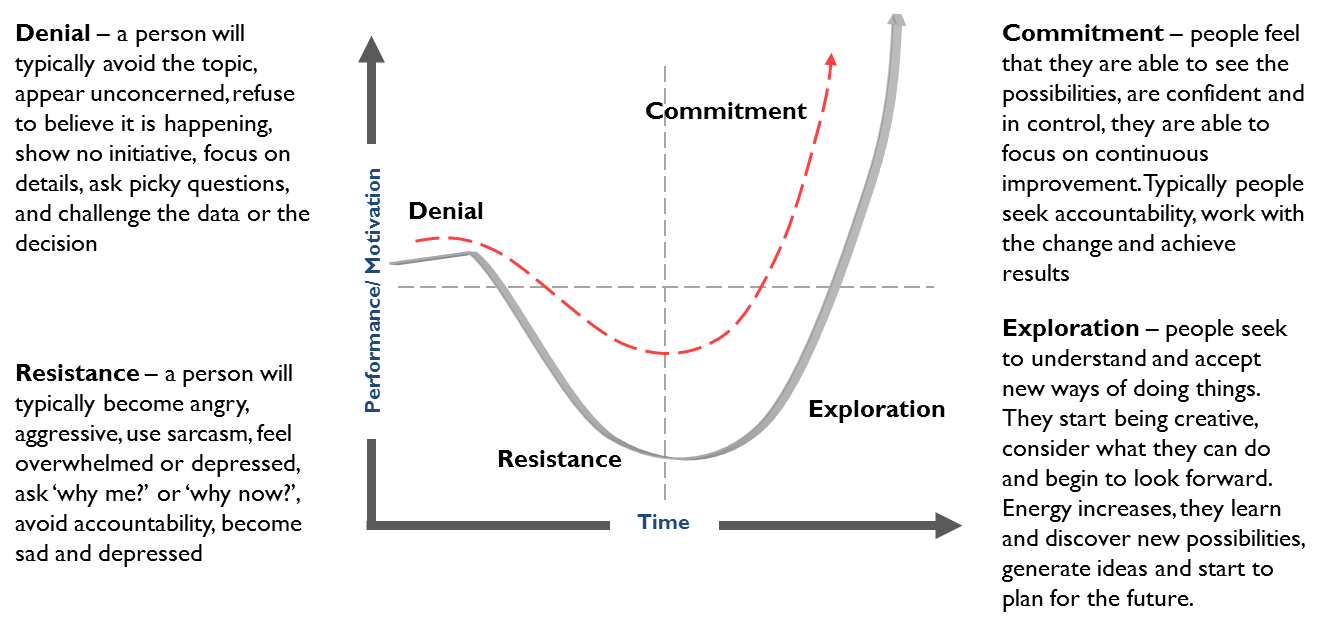 Denial – a person will
typically avoid the topic,
appear unconcerned, refuse
to believe it is happening,
show no initiative, focus on
details, ask picky questions,
and challenge the data or the
decision
Resistance – a person will
typically become angry,
aggressive, use sarcasm, feel
overwhelmed or depressed,
ask ‘why me?’ or ‘why now?’,
avoid accountability, become
sad and depressed
Performance/ Motivation
Denial
Commitment
Resistance
Exploration
Time
Commitment – people feel
that they are able to see the
possibilities, are confident and
in control, they are able to
focus on continuous
improvement. Typically people
seek accountability, work with
the change and achieve
results
Exploration – people seek
to understand and accept
new ways of doing things.
They start being creative,
consider what they can do
and begin to look forward.
Energy increases, they learn
and discover new possibilities,
generate ideas and start to
plan for the future.